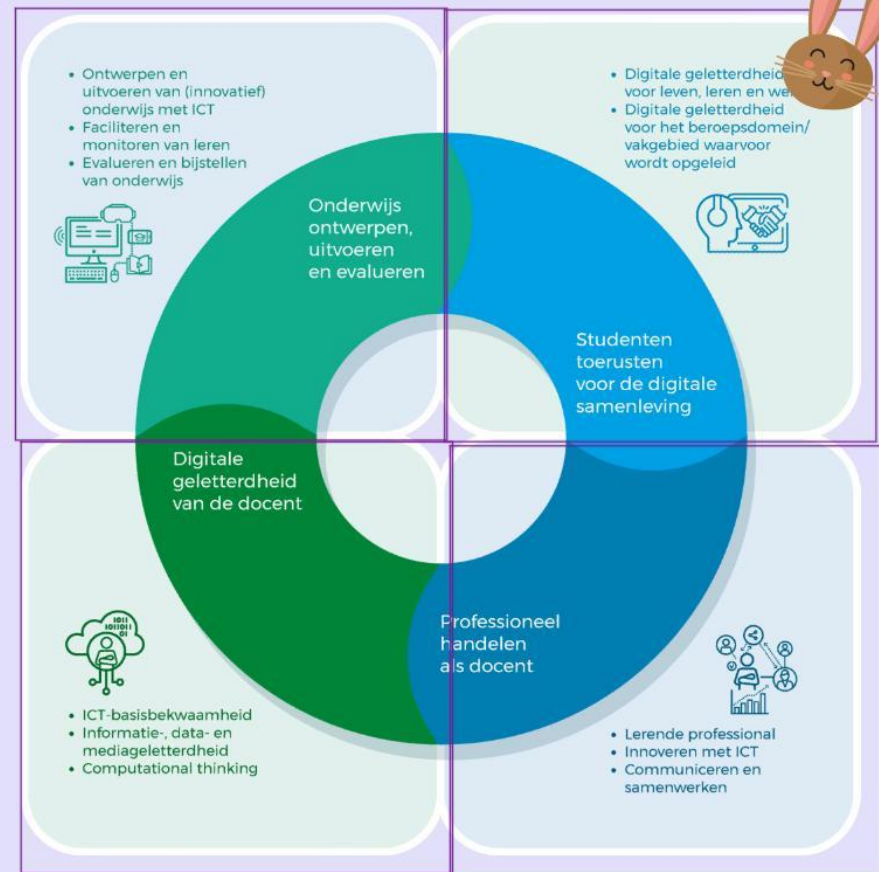 • Ontwerpen en
uitvoeren van (innovatief)
onderwijs met ICT
• Faciliteren en
monitoren van leren
• Evalueren en bijstellen
van onderwijs
• Digitale geletterdheid
voor leven, leren en
• Digitale geletterdheid
voor het beroepsdomein/
vakgebied waarvoor
wordt opgeleid
Onderwijs
ontwerpen,
uitvoeren
en evalueren
Studenten
toerusten
voor de digitale
samenleving
Digitale
geletterdheid
van de docent
Professioneel
handelen
als docent
1011
1011011
01
• ICT-basisbekwaamheid
• Informatie-, data- en
mediageletterdheid
• Computational thinking
• Lerende professional
• Innoveren met ICT
• Communiceren en
samenwerken